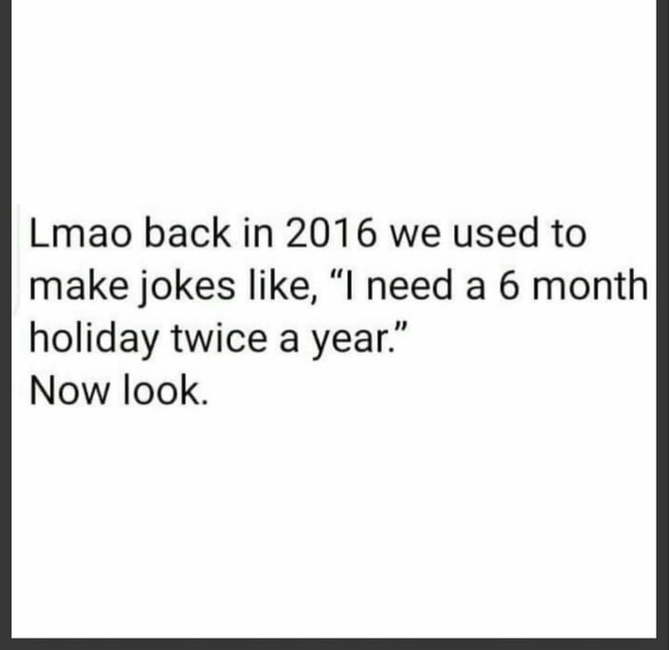 Lmao back in 2016 we used to
make jokes like, “I need a 6 month
holiday twice a year.”
Now look.